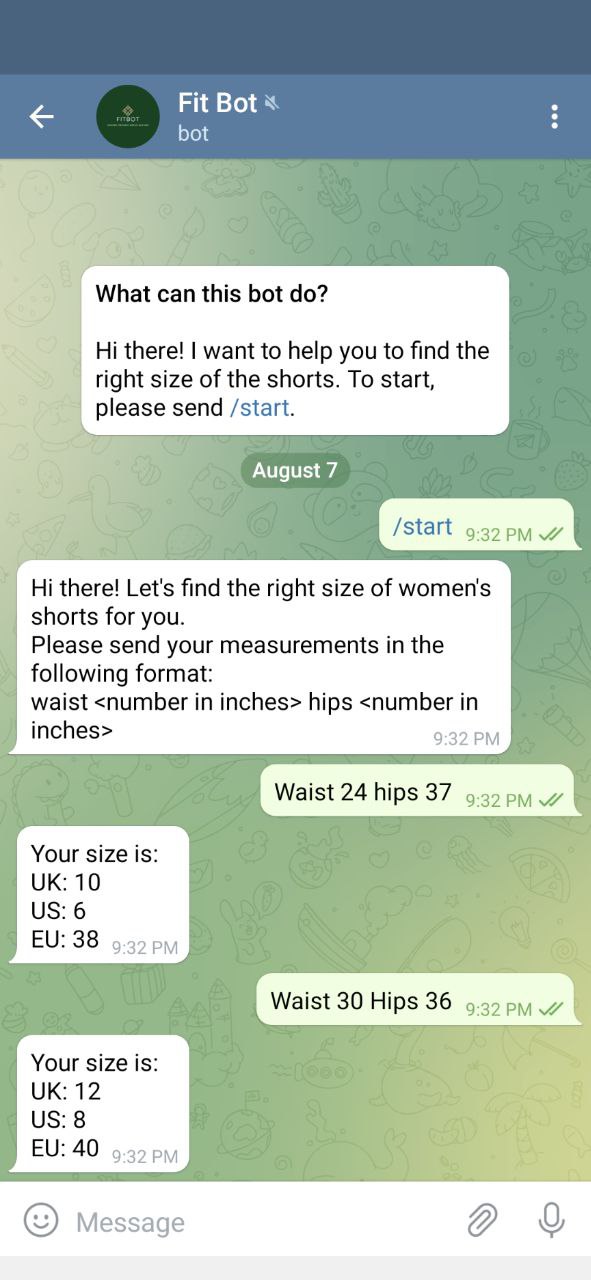 Fit Bot
bot
FITBOT
What can this bot do?
Hi there! I want to help you to find the
right size of the shorts. To start,
please send /start.
August 7
/start 9:32 PM
Hi there! Let's find the right size of women's
shorts for you.
Please send your measurements in the
following format:
waist <number in inches> hips <number in
inches>
9:32 PM
Waist 24 hips 37 9:32 PM
Your size is:
UK: 10
US: 6
EU: 38 9:32 PM
Waist 30 Hips 36 9:32 PM
Your size is:
UK: 12
US: 8
EU: 40 9:32 PM
Message